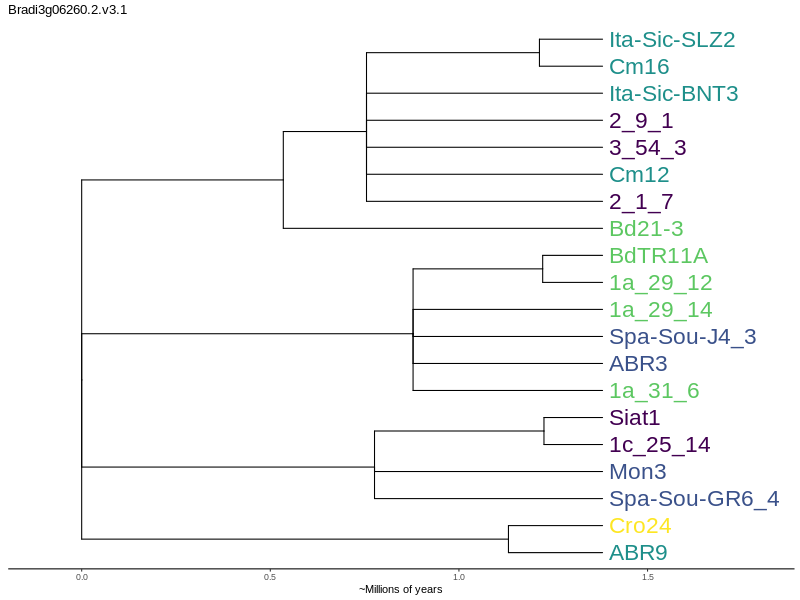 Bradi3g06260.2.v3.1
Ita-Sic-SLZ2
Cm16
Ita-Sic-BNT3
2_9_1
3_54_3
Cm12
2_1_7
Bd21-3
BdTR11A
1a_29_12
1a_29_14
Spa-Sou-J4_3
ABR3
1a_31_6
Siat1
1c_25_14
Mon3
Spa-Sou-GR6_4
Cro24
ABR9
0.0 0.5 1.0 1.5
~Millions of years